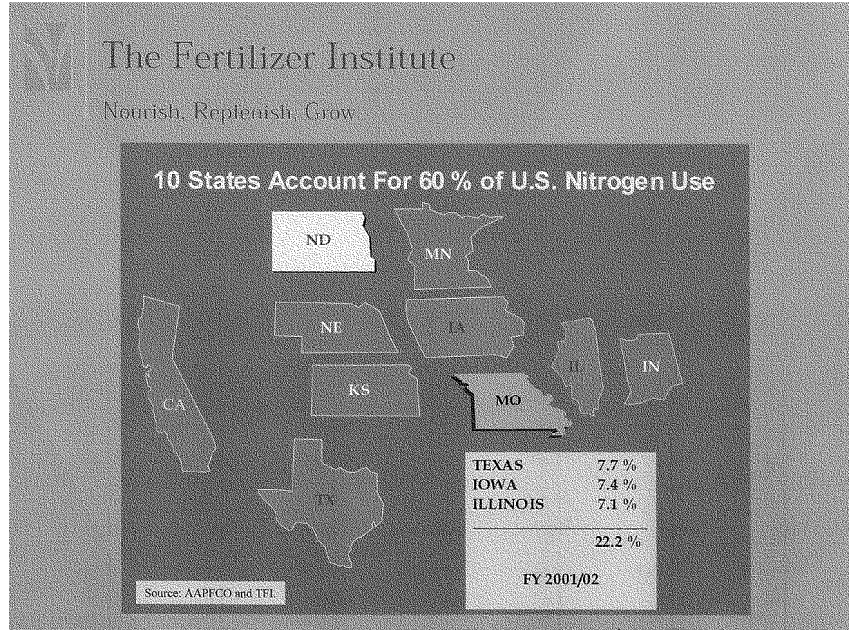 The Fertilizer Institute
Nourish, Replenish, Grow
10 States Account For 60 % of U.S. Nitrogen Use
ND
MN
NE
IA
IL
IN
CA
KS
MO
TX
TEXAS 7.7 %
IOWA 7.4 %
ILLINOIS 7.1 %
22.2 %
FY 2001/02
Source: AAPFCO and TFI.